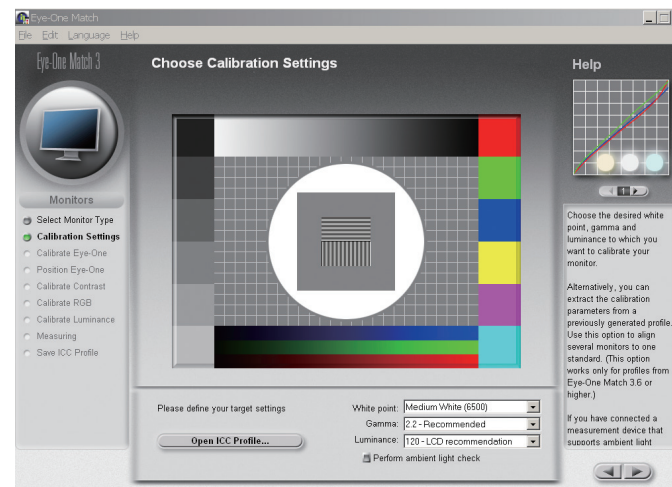 Eye-One Match
File Edit Language Help
Eye-One Match 3
Choose Calibration Settings
Help
Monitors
Select Monitor Type
Calibration Settings
Calibrate Eye-One
Position Eye-One
Calibrate Contrast
Calibrate RGB
Calibrate Luminance
Measuring
Save ICC Profile
1
Choose the desired white
point, gamma and
luminance to which you
want to calibrate your
monitor.
Alternatively, you can
extract the calibration
parameters from a
previously generated profile.
Use this option to align
several monitors to one
standard. (This option
works only for profiles from
Eye-One Match 3.6 or
higher.)
If you have connected a
measurement device that
supports ambient light
Please define your target settings
Open ICC Profile...
White point: Medium White (6500)
Gamma: 2.2 - Recommended
Luminance: 120 - LCD recommendetion
Perform ambient light check